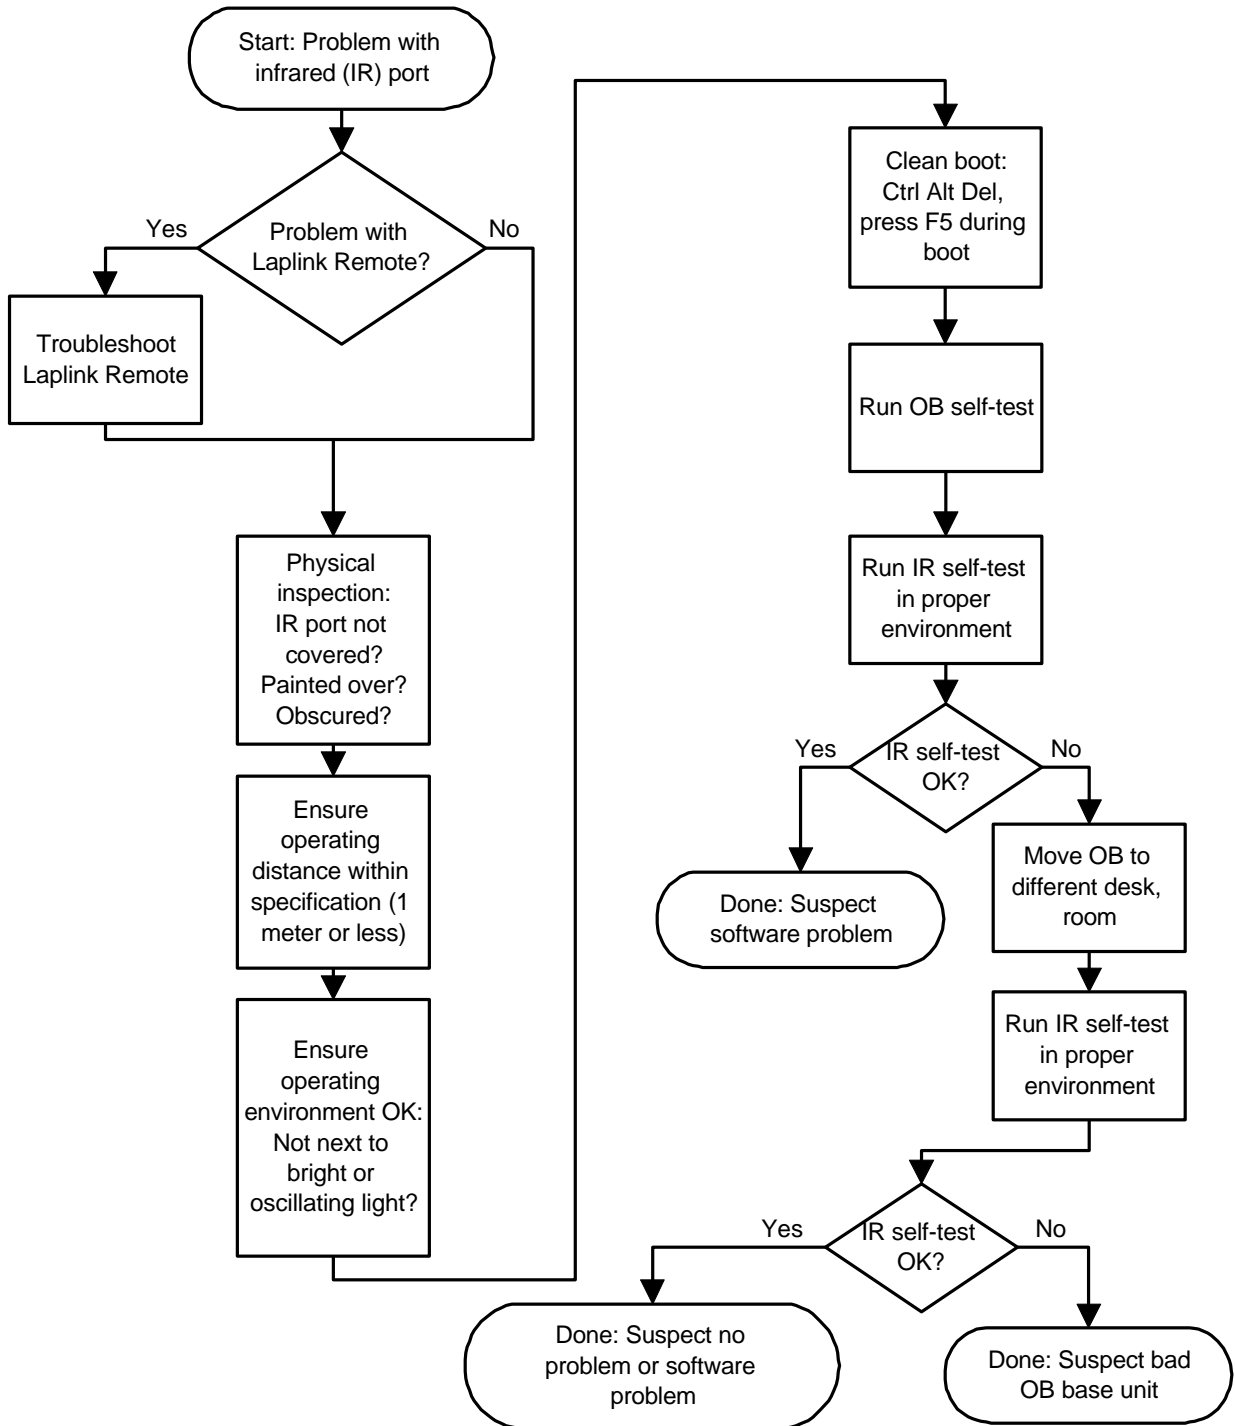 Start: Problem with
infrared (IR) port
Yes
Problem with
Laplink Remote?
No
Troubleshoot
Laplink Remote
Physical
inspection:
IR port not
covered?
Painted over?
Obscured?
Ensure
operating
distance within
specification (1
meter or less)
Ensure
operating
environment OK:
Not next to
bright or
oscillating light?
Clean boot:
Ctrl Alt Del,
press F5 during
boot
Run OB self-test
Run IR self-test
in proper
environment
Yes
IR self-test
OK?
No
Done: Suspect
software problem
Move OB to
different desk,
room
Run IR self-test
in proper
environment
Yes
IR self-test
OK?
No
Done: Suspect no
problem or software
problem
Done: Suspect bad
OB base unit